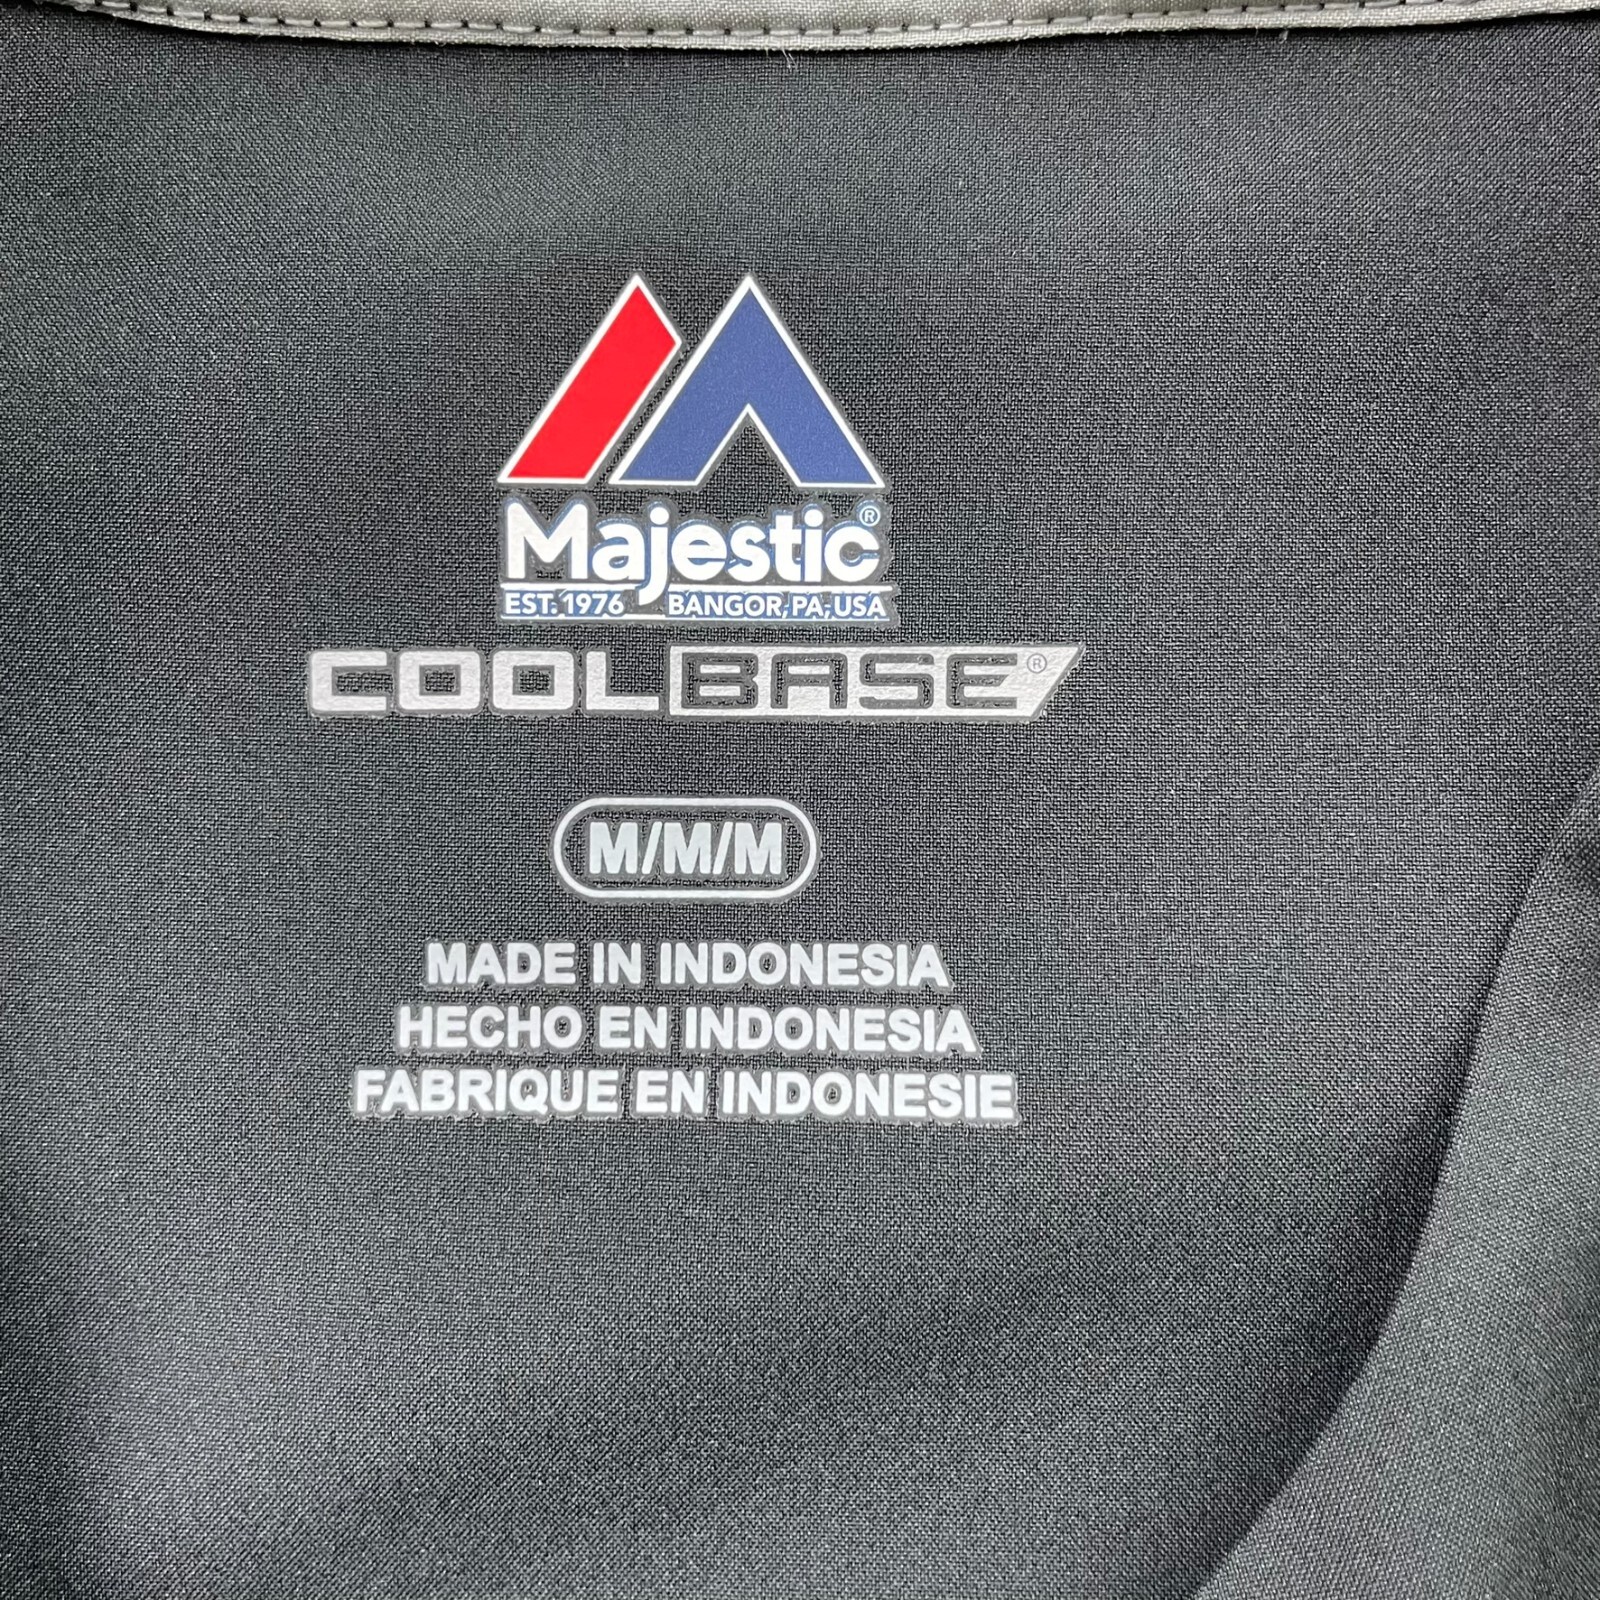 Majestic®
EST. 1976 BANGOR, PA, USA
COOLBASE®
M/M/M
MADE IN INDONESIA
HECHO EN INDONESIA
FABRIQUE EN INDONESIE